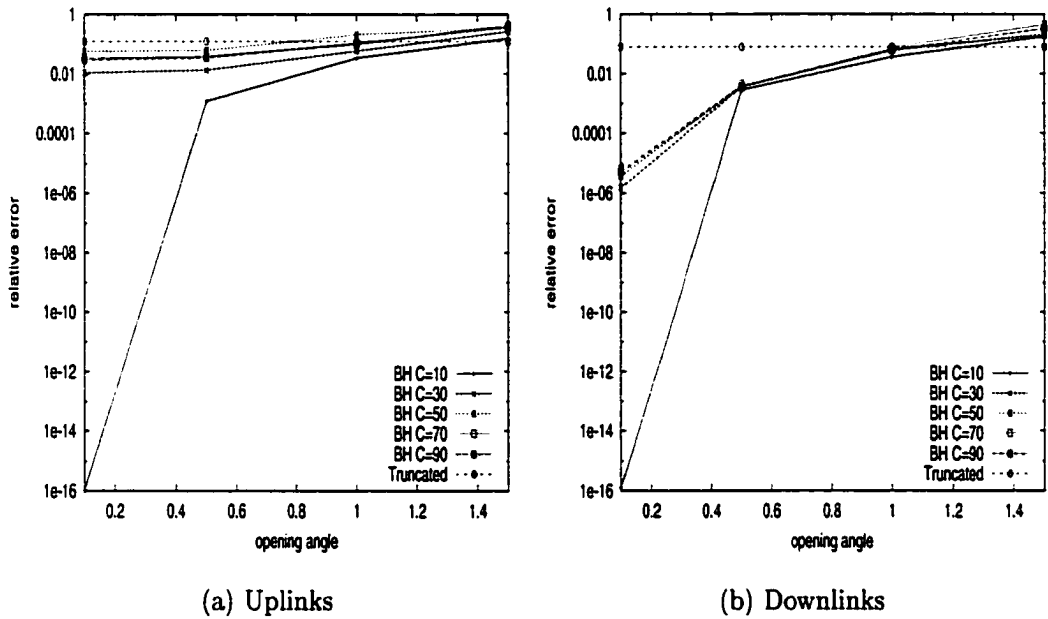 1
0.01
0.0001
1e-06
1e-08
1e-10
1e-12
1e-14
1e-16
relative error
0.2 0.4 0.6 0.8 1 1.2 1.4
opening angle
BH C=10
BH C=30
BH C=50
BH C=70
BH C=90
Truncated
(a) Uplinks
1
0.01
0.0001
1e-06
1e-08
1e-10
1e-12
1e-14
1e-16
relative error
0.2 0.4 0.6 0.8 1 1.2 1.4
opening angle
BH C=10
BH C=30
BH C=50
BH C=70
BH C=90
Truncated
(b) Downlinks